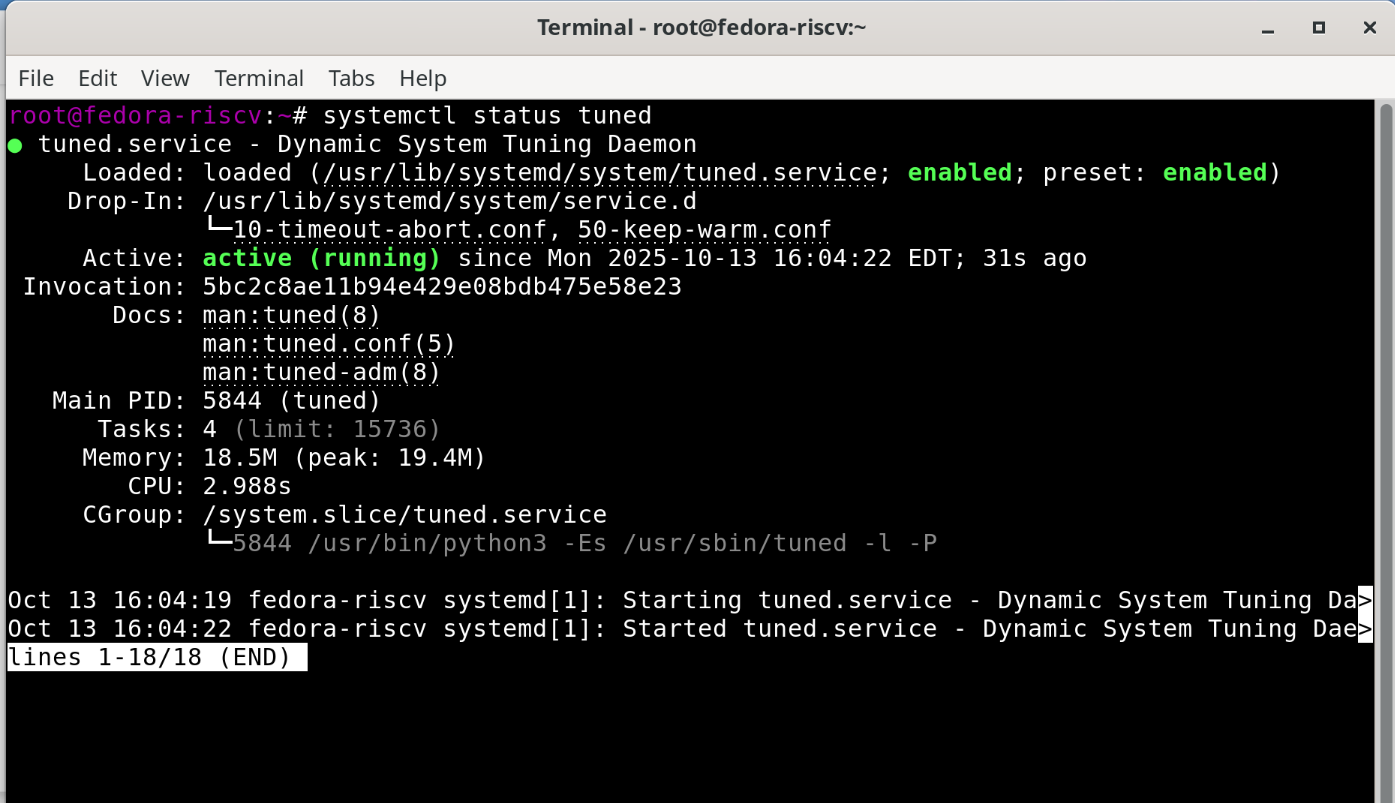 Terminal - root@fedora-riscv:~
File Edit View Terminal Tabs Help
root@fedora-riscv:~# systemctl status tuned
● tuned.service - Dynamic System Tuning Daemon
     Loaded: loaded (/usr/lib/systemd/system/tuned.service; enabled; preset: enabled)
    Drop-In: /usr/lib/systemd/system/service.d
             └─10-timeout-abort.conf, 50-keep-warm.conf
     Active: active (running) since Mon 2025-10-13 16:04:22 EDT; 31s ago
 Invocation: 5bc2c8ae11b94e429e08bdb475e58e23
       Docs: man:tuned(8)
             man:tuned.conf(5)
             man:tuned-adm(8)
   Main PID: 5844 (tuned)
      Tasks: 4 (limit: 15736)
     Memory: 18.5M (peak: 19.4M)
        CPU: 2.988s
     CGroup: /system.slice/tuned.service
             └─5844 /usr/bin/python3 -Es /usr/sbin/tuned -l -P

Oct 13 16:04:19 fedora-riscv systemd[1]: Starting tuned.service - Dynamic System Tuning Da>
Oct 13 16:04:22 fedora-riscv systemd[1]: Started tuned.service - Dynamic System Tuning Dae>
lines 1-18/18 (END)